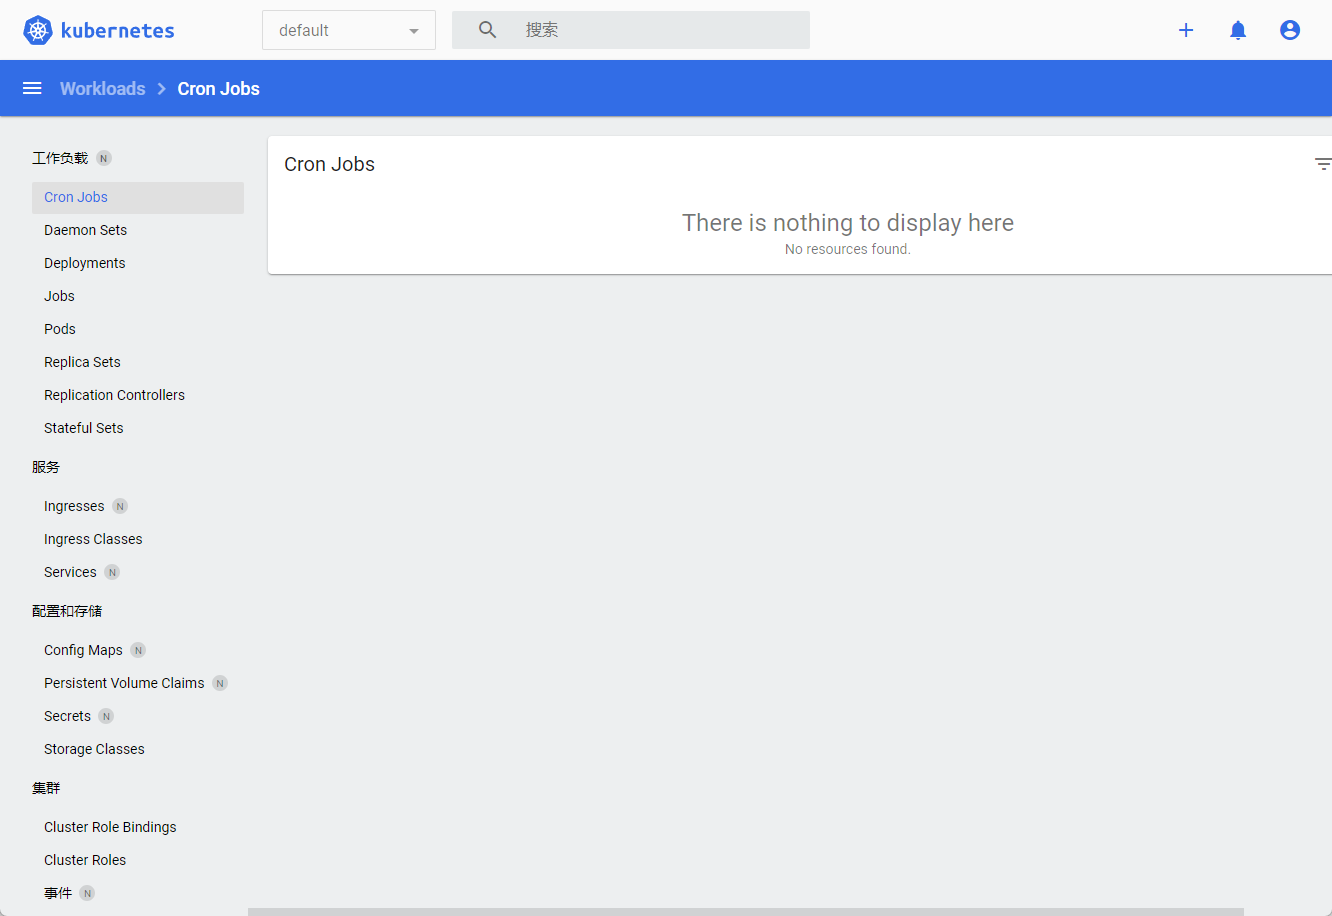 kubernetes
default
搜索
Workloads
Cron Jobs
工作负载 N
Cron Jobs
Daemon Sets
Deployments
Jobs
Pods
Replica Sets
Replication Controllers
Stateful Sets
服务
Ingresses N
Ingress Classes
Services N
配置和存储
Config Maps N
Persistent Volume Claims N
Secrets N
Storage Classes
集群
Cluster Role Bindings
Cluster Roles
事件 N
Cron Jobs
There is nothing to display here
No resources found.